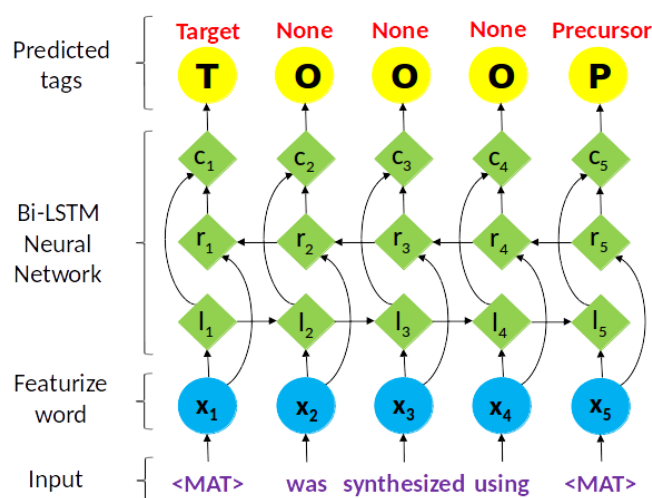 Target None None None Precursor
Predicted tags
T O O O P
c1 c2 c3 c4 c5
Bi-LSTM
Neural
Network
r1 r2 r3 r4 r5
l1 l2 l3 l4 l5
Featurize
word
x1 x2 x3 x4 x5
Input
<MAT> was synthesized using <MAT>